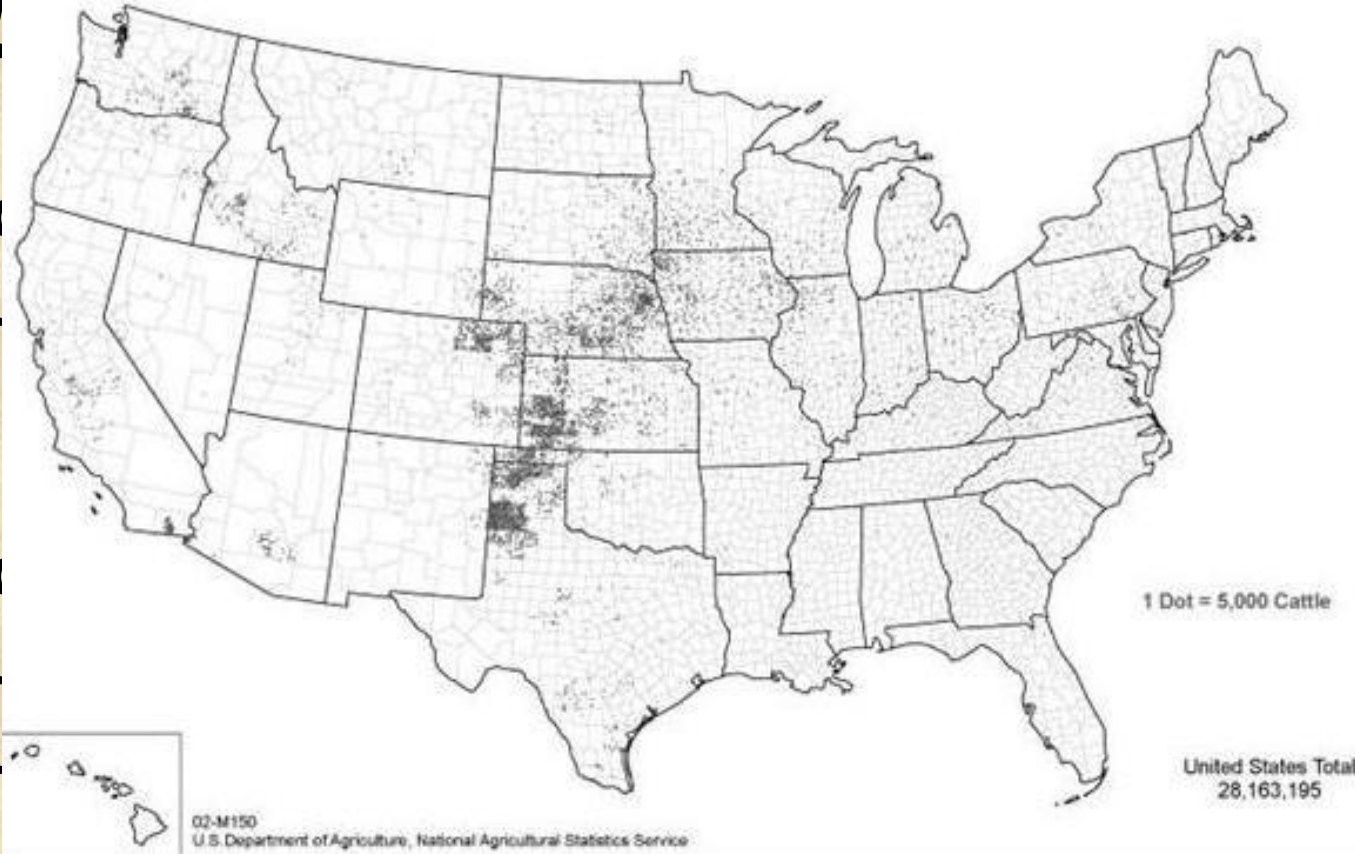 1 Dot = 5,000 Cattle
United States Total
28,163,195
02-M150
U.S. Department of Agriculture, National Agricultural Statistics Service